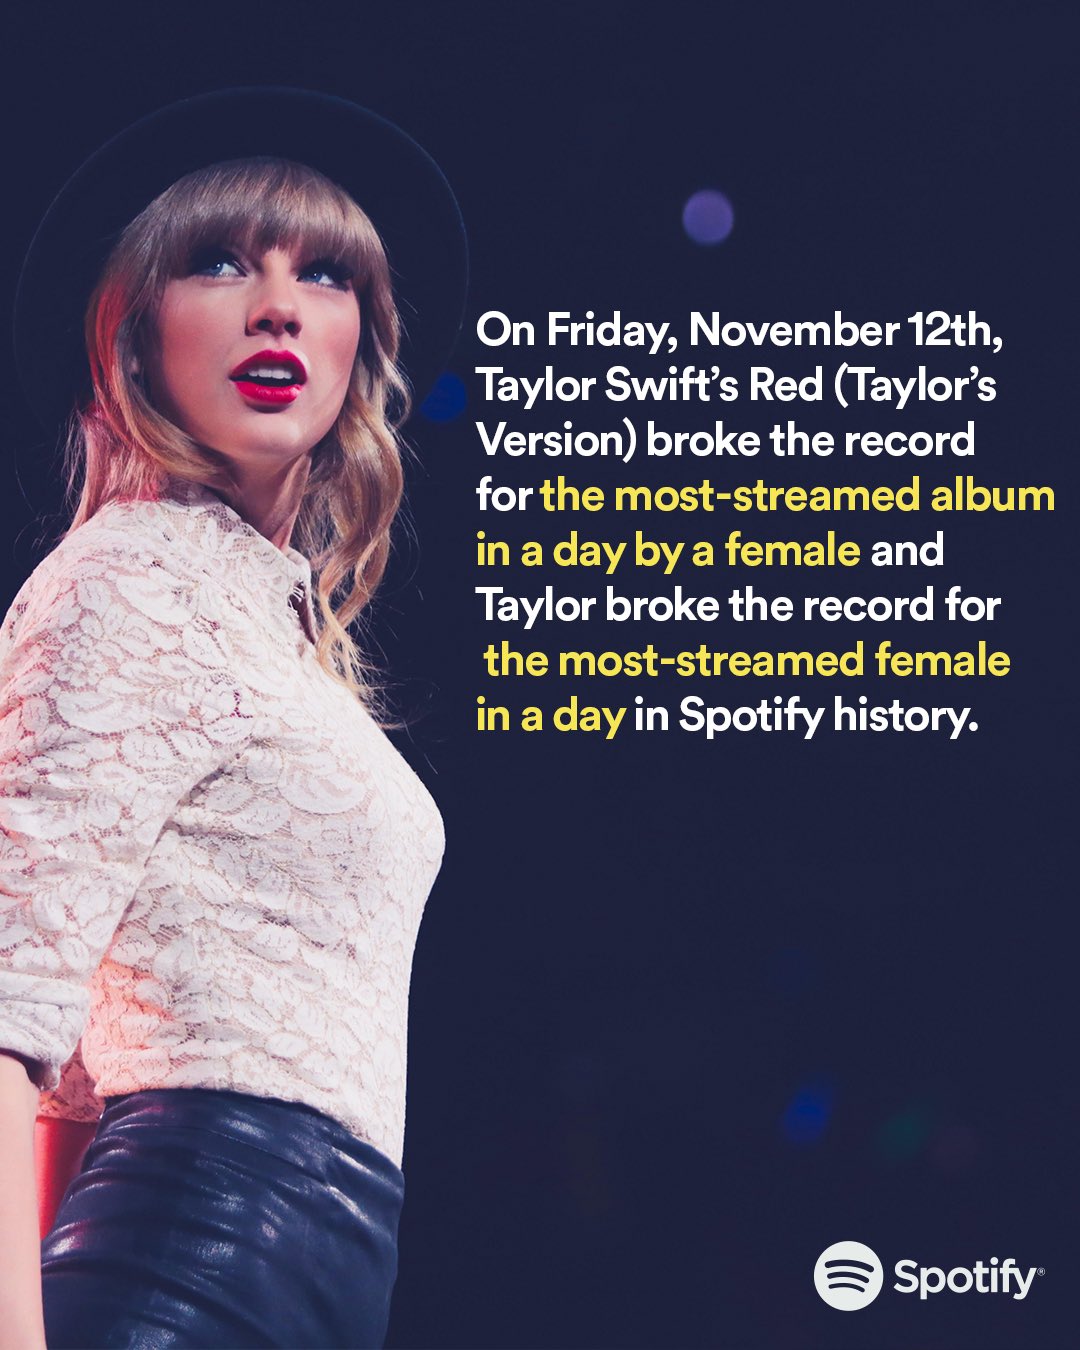 On Friday, November 12th,
Taylor Swift’s Red (Taylor’s
Version) broke the record
for the most-streamed album
in a day by a female and
Taylor broke the record for
the most-streamed female
in a day in Spotify history.
Spotify®